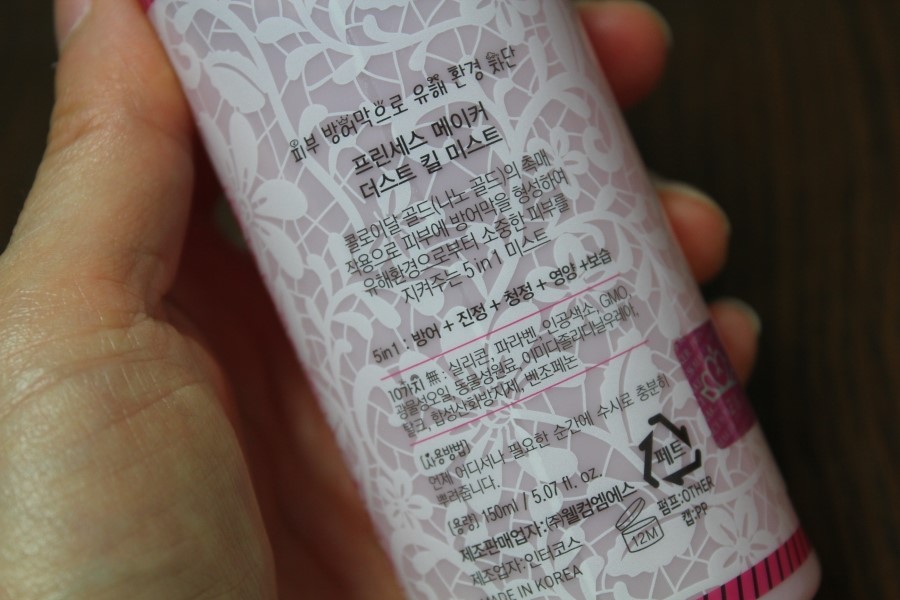 피부 방어막으로 유해 환경 차단
프린세스 메이커
더스트 킬 미스트
콜로이달 골드(나노 골드)의 촉매
작용으로 피부에 방어막을 형성하여
유해환경으로부터 소중한 피부를
지켜주는 5in1 미스트
5in1 : 방어 + 진정 + 청정 + 영양 +보습
10가지 無 : 실리콘, 파라벤, 인공색소, GMO,
광물성오일, 동물성원료, 이미다졸리디닐우레아,
탈크, 합성산화방지제, 벤조페논
(사용방법)
언제 어디서나 필요한 순간에 수시로 충분히
뿌려줍니다.
(용량) 150ml / 5.07 fl. oz.
제조판매업자:(주)웰컴엠에스
제조업자:인터코스
MADE IN KOREA
12M
페트
펌프:OTHER
캡:PP